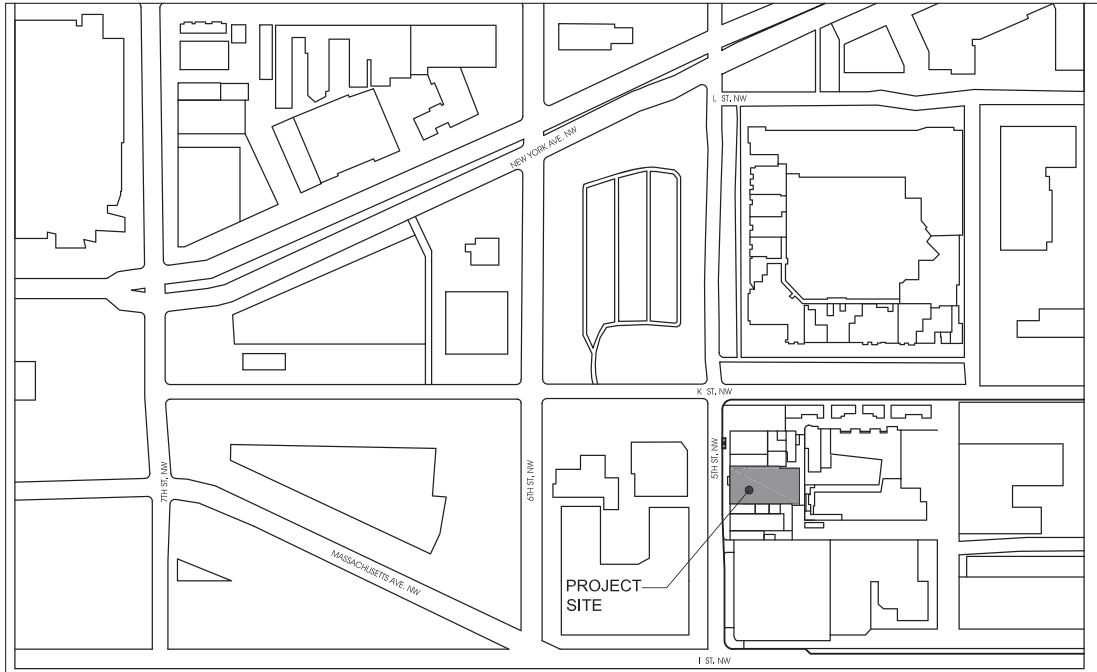 L ST. NW
NEW YORK AVE. NW
K ST. NW
5TH ST. NW
6TH ST. NW
7TH ST. NW
MASSACHUSETTS AVE. NW
PROJECT
SITE
I ST. NW